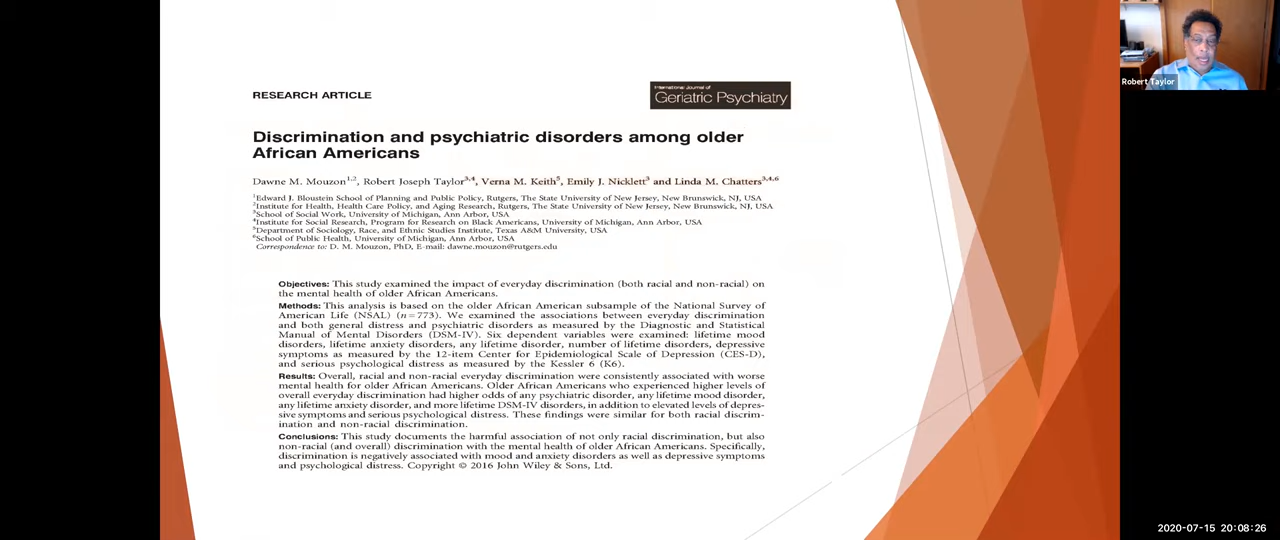 RESEARCH ARTICLE
International Journal of
Geriatric Psychiatry
Discrimination and psychiatric disorders among older
African Americans
Dawne M. Mouzon1,2, Robert Joseph Taylor3,4, Verna M. Keith5, Emily J. Nicklett3 and Linda M. Chatters3,4,6
1Edward J. Bloustein School of Planning and Public Policy, Rutgers, The State University of New Jersey, New Brunswick, NJ, USA
2Institute for Health, Health Care Policy, and Aging Research, Rutgers, The State University of New Jersey, New Brunswick, NJ, USA
3School of Social Work, University of Michigan, Ann Arbor, USA
4Institute for Social Research, Program for Research on Black Americans, University of Michigan, Ann Arbor, USA
5Department of Sociology, Race, and Ethnic Studies Institute, Texas A&M University, USA
6School of Public Health, University of Michigan, Ann Arbor, USA
Correspondence to: D. M. Mouzon, PhD, E-mail: dawne.mouzon@rutgers.edu
Objectives: This study examined the impact of everyday discrimination (both racial and non-racial) on
the mental health of older African Americans.
Methods: This analysis is based on the older African American subsample of the National Survey of
American Life (NSAL) (n = 773). We examined the associations between everyday discrimination
and both general distress and psychiatric disorders as measured by the Diagnostic and Statistical
Manual of Mental Disorders (DSM-IV). Six dependent variables were examined: lifetime mood
disorders, lifetime anxiety disorders, any lifetime disorder, number of lifetime disorders, depressive
symptoms as measured by the 12-item Center for Epidemiological Scale of Depression (CES-D),
and serious psychological distress as measured by the Kessler 6 (K6).
Results: Overall, racial and non-racial everyday discrimination were consistently associated with worse
mental health for older African Americans. Older African Americans who experienced higher levels of
overall everyday discrimination had higher odds of any psychiatric disorder, any lifetime mood disorder,
any lifetime anxiety disorder, and more lifetime DSM-IV disorders, in addition to elevated levels of depres-
sive symptoms and serious psychological distress. These findings were similar for both racial discrim-
ination and non-racial discrimination.
Conclusions: This study documents the harmful association of not only racial discrimination, but also
non-racial (and overall) discrimination with the mental health of older African Americans. Specifically,
discrimination is negatively associated with mood and anxiety disorders as well as depressive symptoms
and psychological distress. Copyright © 2016 John Wiley & Sons, Ltd.
Robert Taylor
2020-07-15 20:08:26